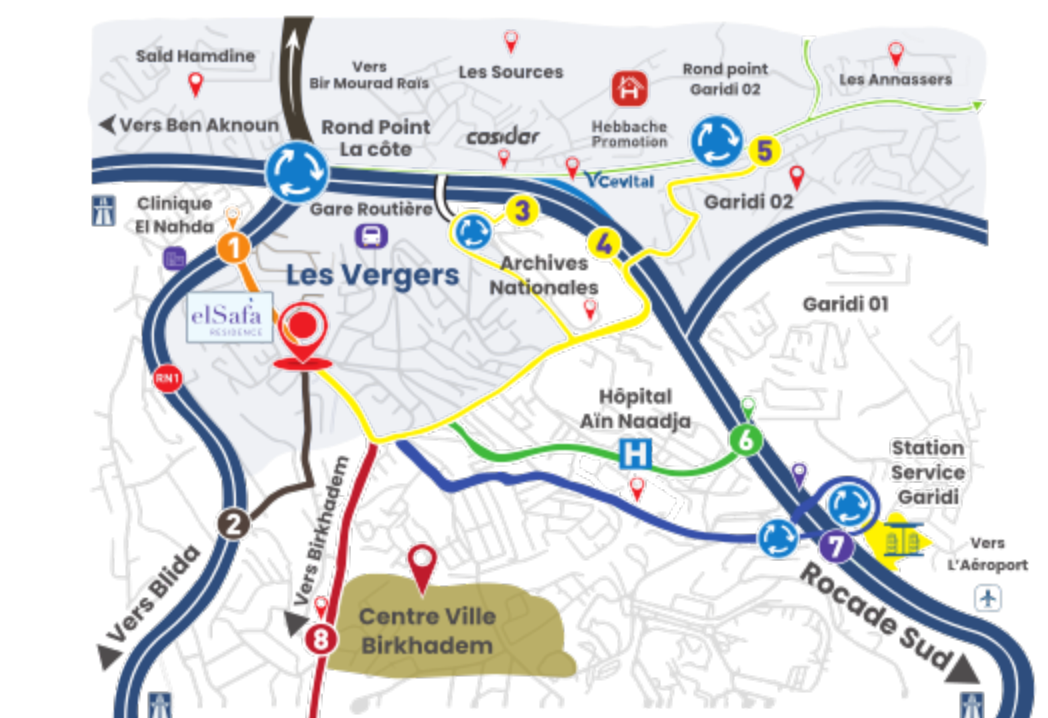 Saïd Hamdine
Vers
Bir Mourad Raïs
Les Sources
Rond point
Garidi 02
Les Annassers
Vers Ben Aknoun
Rond Point
La côte
cosider
Hebbache
Promotion
5
Cevital
Garidi 02
Clinique
El Nahda
Gare Routière
3
1
4
Les Vergers
Archives
Nationales
elSafa
RESIDENCE
Garidi 01
RN1
Hôpital
Aïn Naadja
H
6
Station
Service
Garidi
2
7
Vers
L'Aéroport
Vers Birkhadem
Vers Blida
Rocade Sud
8
Centre Ville
Birkhadem